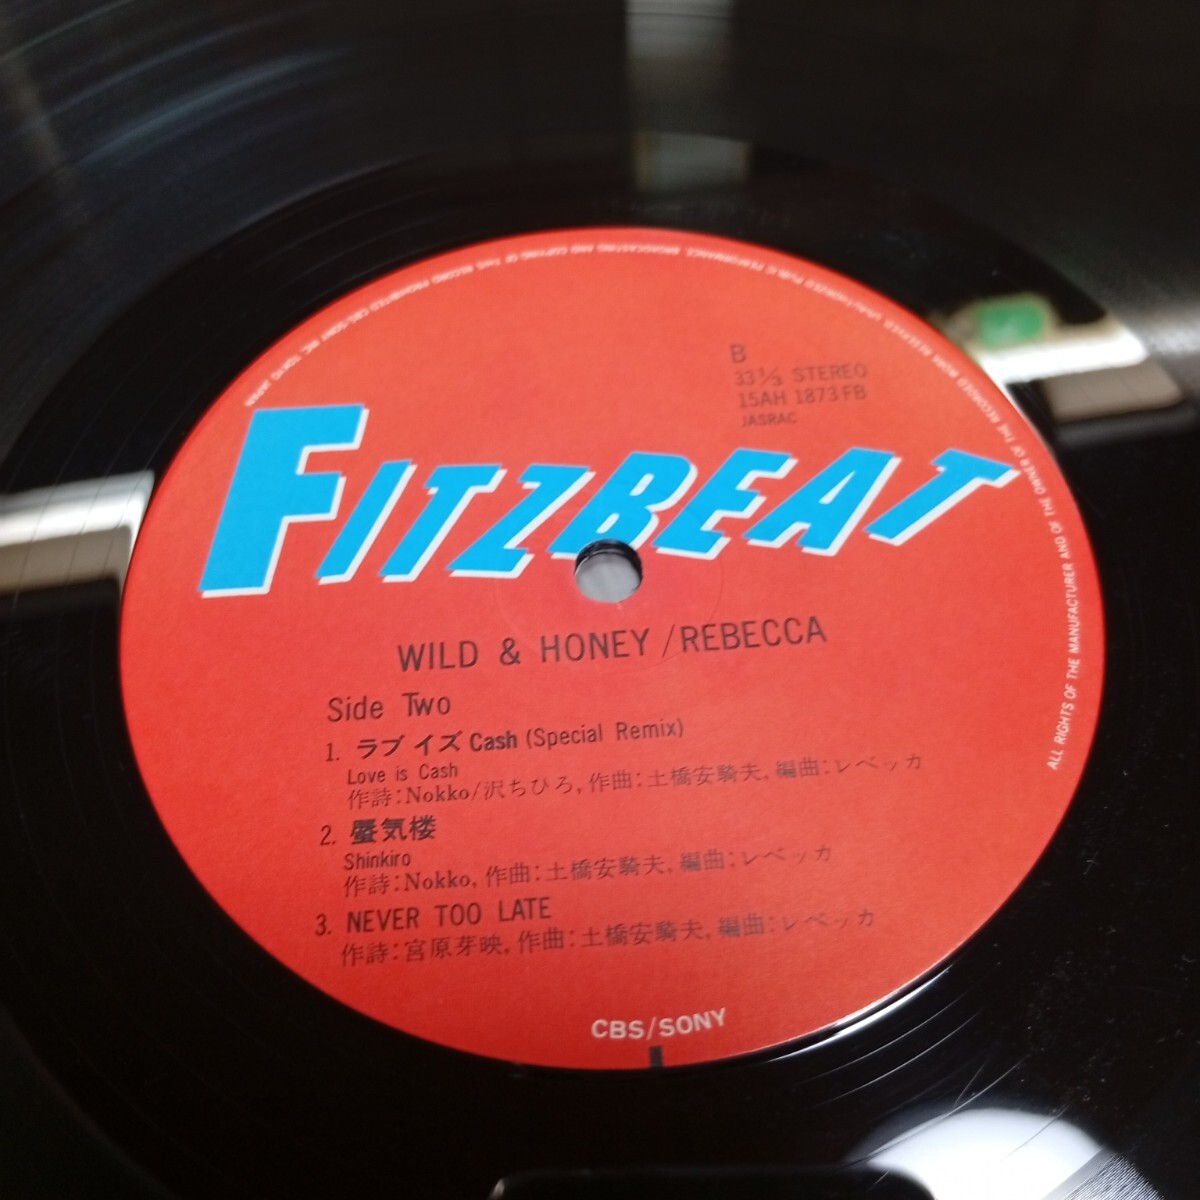 B
33 1/3 STEREO
15AH 1873 FB
JASRAC
FITZBEAT
WILD & HONEY / REBECCA
Side Two
1. ラブ イズ Cash (Special Remix)
Love is Cash
作詩:Nokko/沢ちひろ, 作曲:土橋安騎夫, 編曲:レベッカ
2. 蜃気楼
Shinkiro
作詩:Nokko, 作曲:土橋安騎夫, 編曲:レベッカ
3. NEVER TOO LATE
作詩:宮原芽映, 作曲:土橋安騎夫, 編曲:レベッカ
CBS/SONY
ALL RIGHTS OF THE MANUFACTURER AND OF THE OWNER OF THE RECORDED WORK RESERVED UNAUTHORIZED PUBLIC PERFORMANCE BROADCASTING AND COPYING OF THIS RECORD PROHIBITED CBS/SONY INC. TOKYO JAPAN